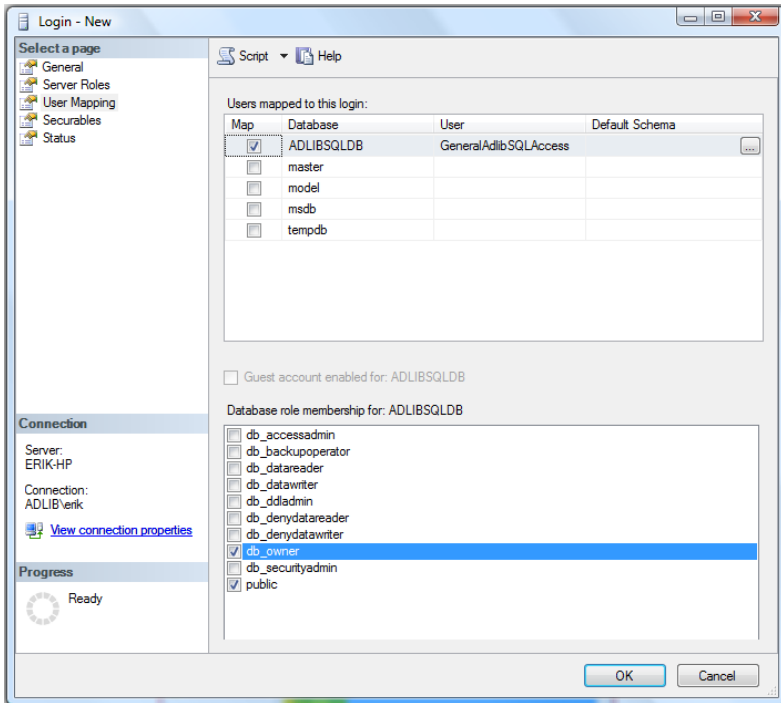 Login - New
Select a page
General
Server Roles
User Mapping
Securables
Status
Script Help
Users mapped to this login:
Map Database User Default Schema
ADLIBSQLDB GeneralAdlibSQLAccess ...
master
model
msdb
tempdb
Guest account enabled for: ADLIBSQLDB
Database role membership for: ADLIBSQLDB
db_accessadmin
db_backupoperator
db_datareader
db_datawriter
db_ddladmin
db_denydatareader
db_denydatawriter
db_owner
db_securityadmin
public
Connection
Server:
ERIK-HP
Connection:
ADLIB\erik
View connection properties
Progress
Ready
OK Cancel